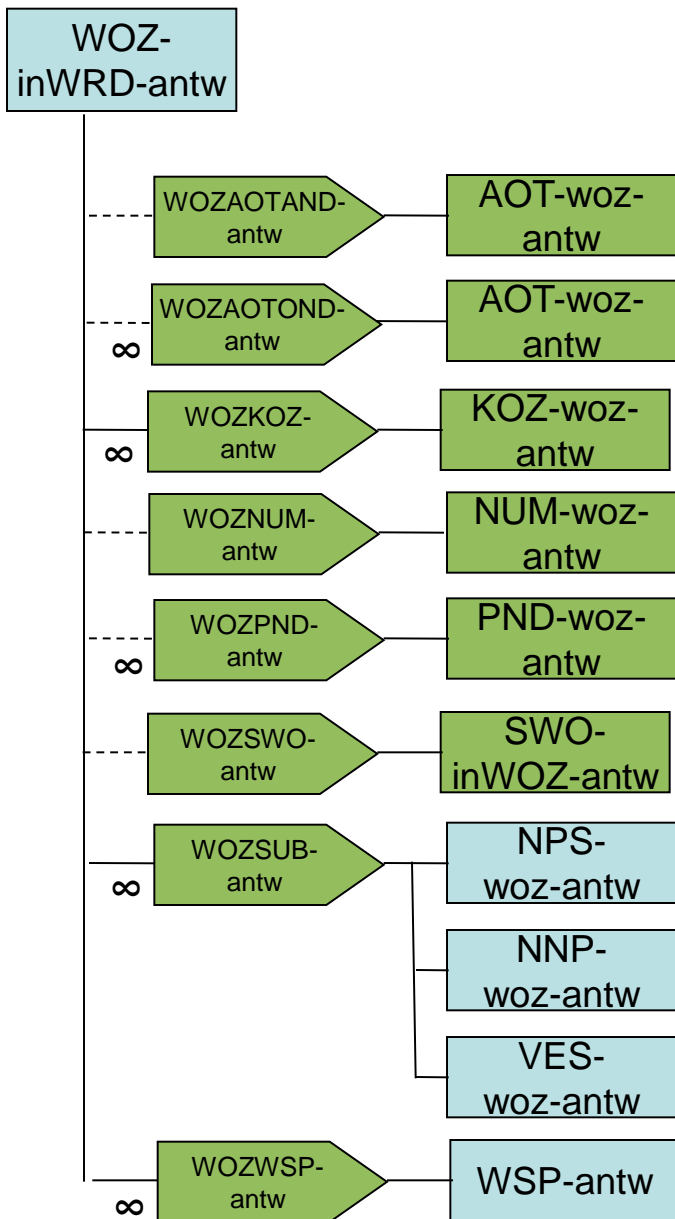 WOZ-
inWRD-antw
WOZAOTAND-
antw
AOT-woz-
antw
WOZAOTOND-
antw
AOT-woz-
antw
∞
WOZKOZ-
antw
KOZ-woz-
antw
∞
WOZNUM-
antw
NUM-woz-
antw
WOZPND-
antw
PND-woz-
antw
∞
WOZSWO-
antw
SWO-
inWOZ-antw
WOZSUB-
antw
NPS-
woz-antw
∞
NNP-
woz-antw
VES-
woz-antw
WOZWSP-
antw
WSP-antw
∞